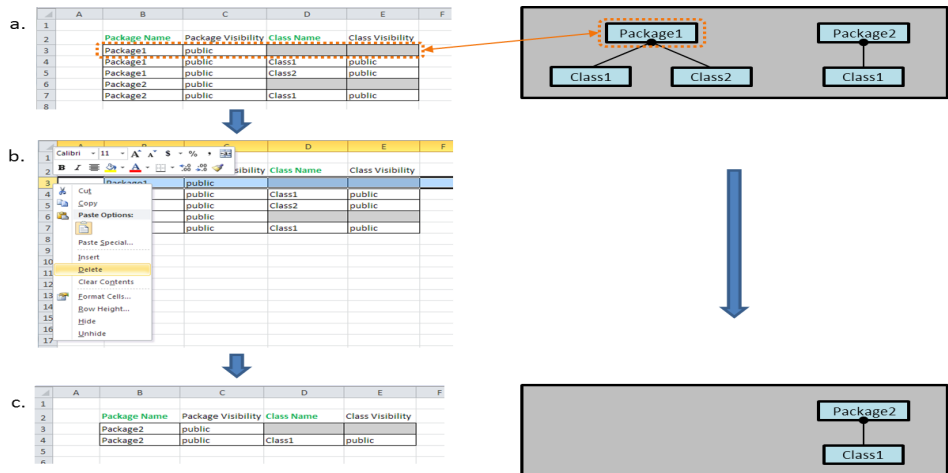 a.
A B C D E F
1
2 Package Name Package Visibility Class Name Class Visibility
3 Package1 public
4 Package1 public Class1 public
5 Package1 public Class2 public
6 Package2 public
7 Package2 public Class1 public
8
Package1 Package2
Class1 Class2 Class1
b.
E F
Calibri 11 A A $ % ,
1
B I A
2 sibility Class Name Class Visibility
3 Package1 public
4 Cut public Class1 public
5 Copy public Class2 public
6 Paste Options: public
7 public Class1 public
8 Paste Special...
9
10 Insert
11 Delete
12 Clear Contents
13 Format Cells...
14 Row Height...
15 Hide
16 Unhide
17
c.
A B C D E F
1
2 Package Name Package Visibility Class Name Class Visibility
3 Package2 public
4 Package2 public Class1 public
5
6
Package2
Class1